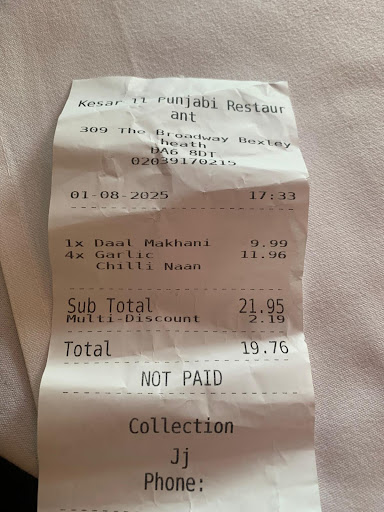 Kesar 11 Punjabi Restaur
ant
309 The Broadway Bexley
heath
DA6 8DT
02039170215
01-08-2025 17:33
1x Daal Makhani 9.99
4x Garlic 11.96
Chilli Naan
Sub Total 21.95
Multi-Discount 2.19
Total 19.76
NOT PAID
Collection
Jj
Phone: